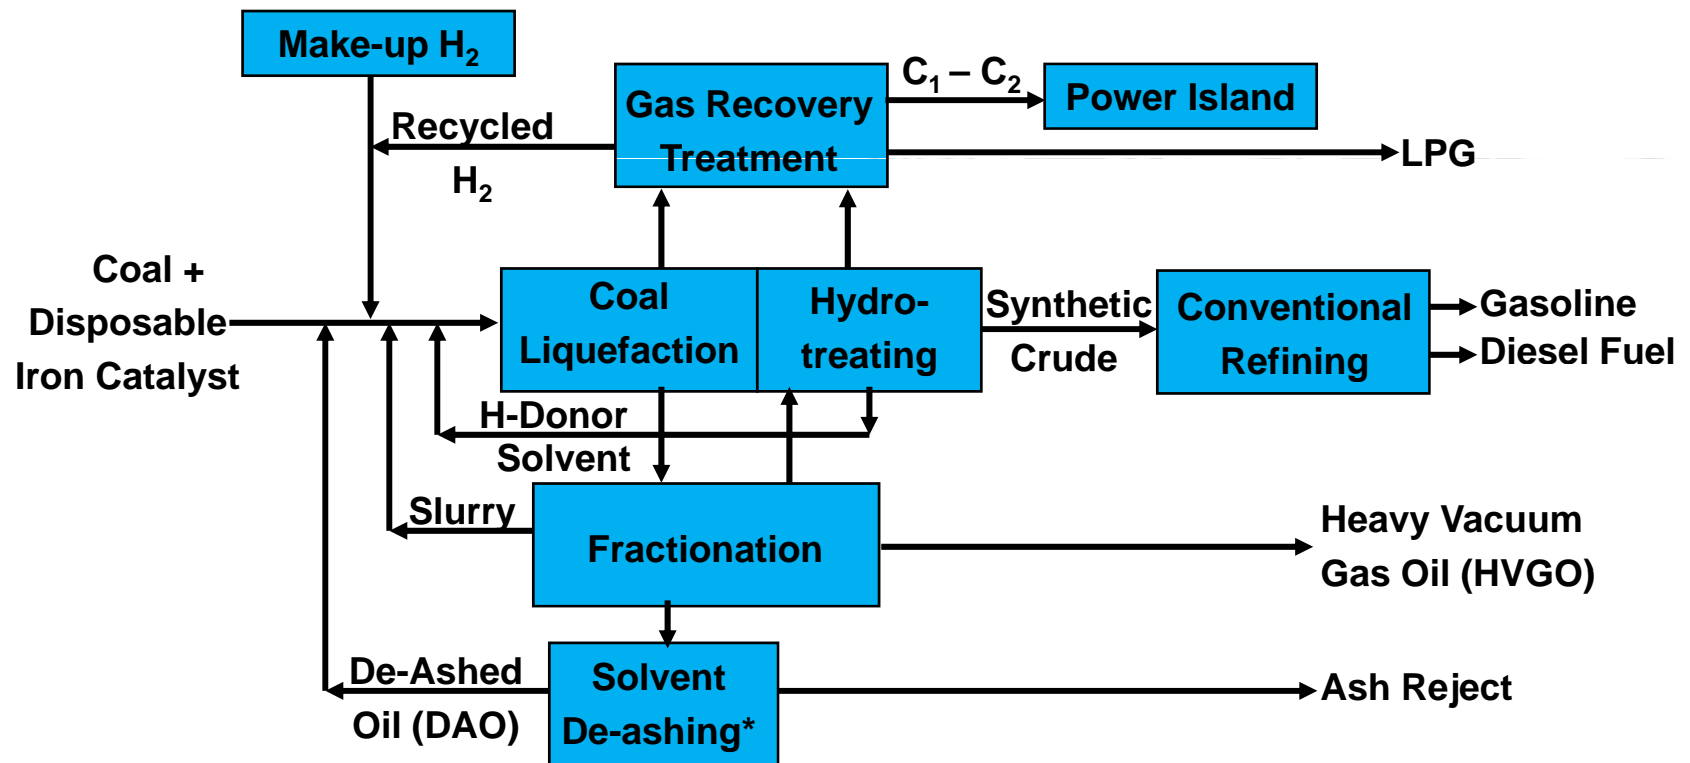 Make-up H₂
Gas Recovery
Treatment
C₁ – C₂
Power Island
Recycled
H₂
LPG
Coal +
Disposable
Iron Catalyst
Coal
Liquefaction
Hydro-
treating
Synthetic
Crude
Conventional
Refining
Gasoline
Diesel Fuel
H-Donor
Solvent
Slurry
Fractionation
Heavy Vacuum
Gas Oil (HVGO)
De-Ashed
Oil (DAO)
Solvent
De-ashing*
Ash Reject